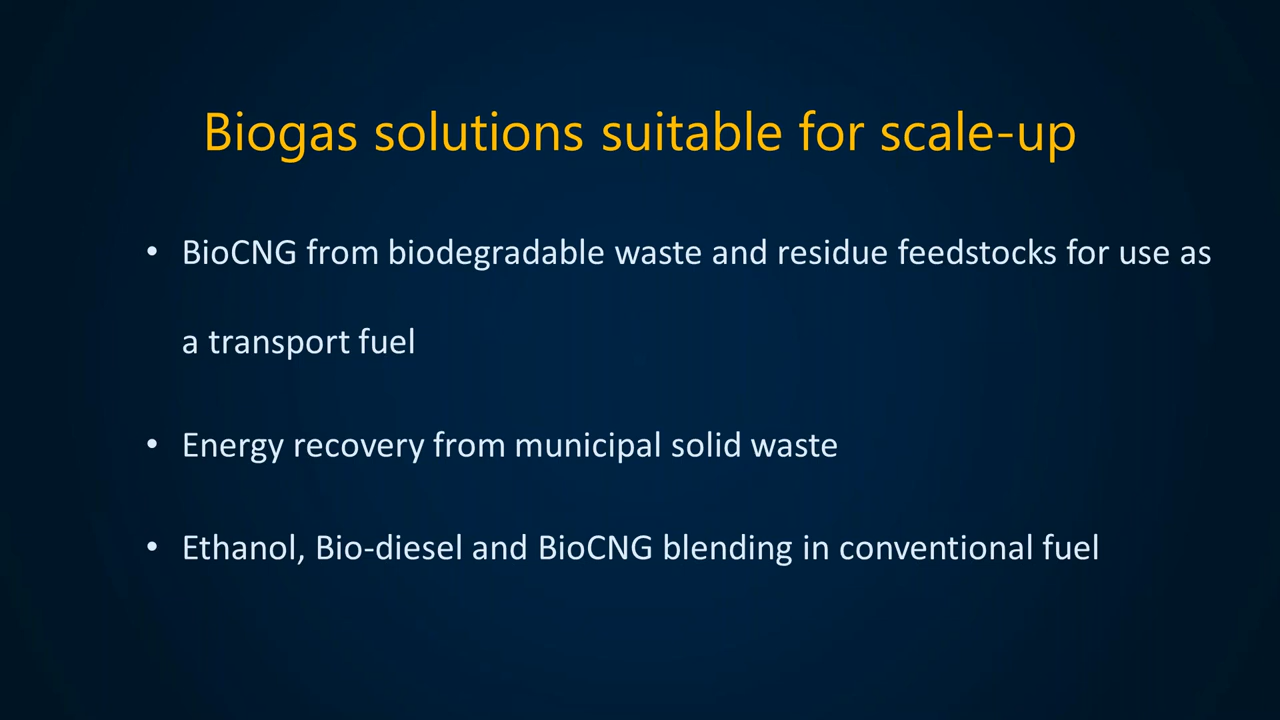 Biogas solutions suitable for scale-up
• BioCNG from biodegradable waste and residue feedstocks for use as
a transport fuel
• Energy recovery from municipal solid waste
• Ethanol, Bio-diesel and BioCNG blending in conventional fuel